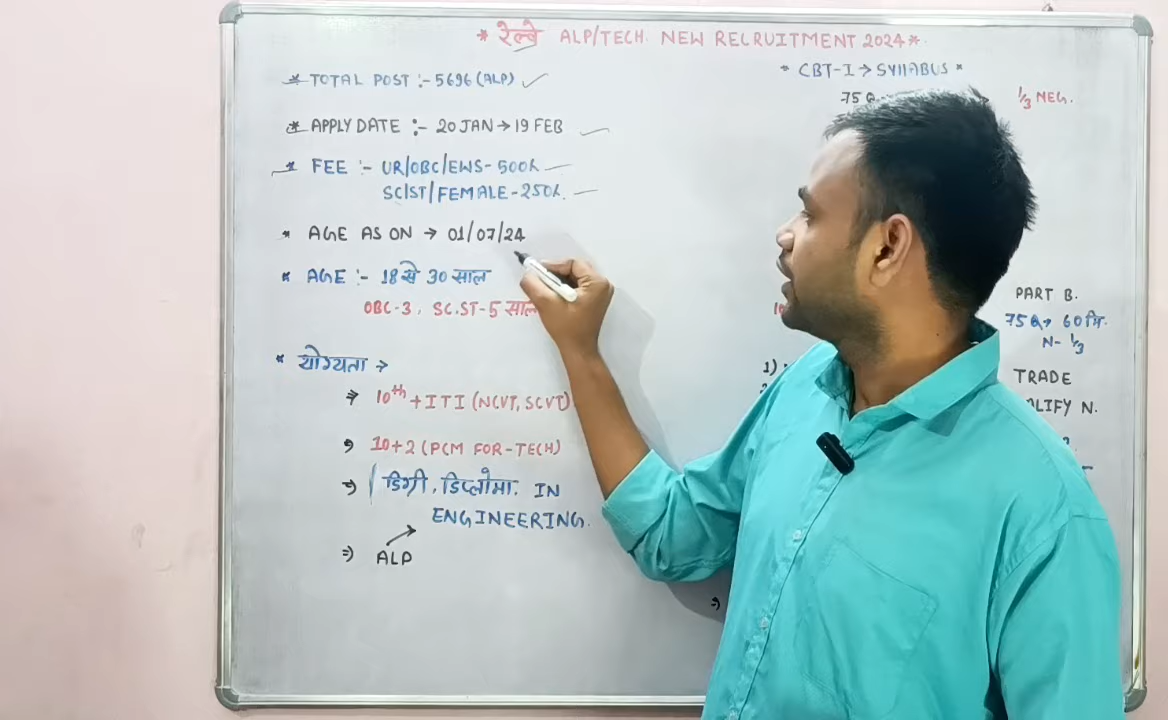 * रेल्वे ALP/TECH. NEW RECRUITMENT 2024 *
* TOTAL POST :- 5696 (ALP) ✓
* APPLY DATE :- 20 JAN → 19 FEB
* FEE :- UR/OBC/EWS - 500/.
SC/ST/FEMALE - 250/.
* AGE AS ON → 01/07/24
* AGE :- 18 से 30 साल
OBC-3, SC.ST-5 साल
* योग्यता →
→ 10th + ITI (NCVT, SCVT)
→ 10+2 (PCM FOR-TECH)
⇒ डिग्री, डिप्लोमा. IN
ENGINEERING.
⇒ ALP
* CBT-I → SYllABUS *
75 Q
1/3 NEG.
PART B.
75 Q → 60 मि.
N- 1/3
TRADE
LIFY N.
1)